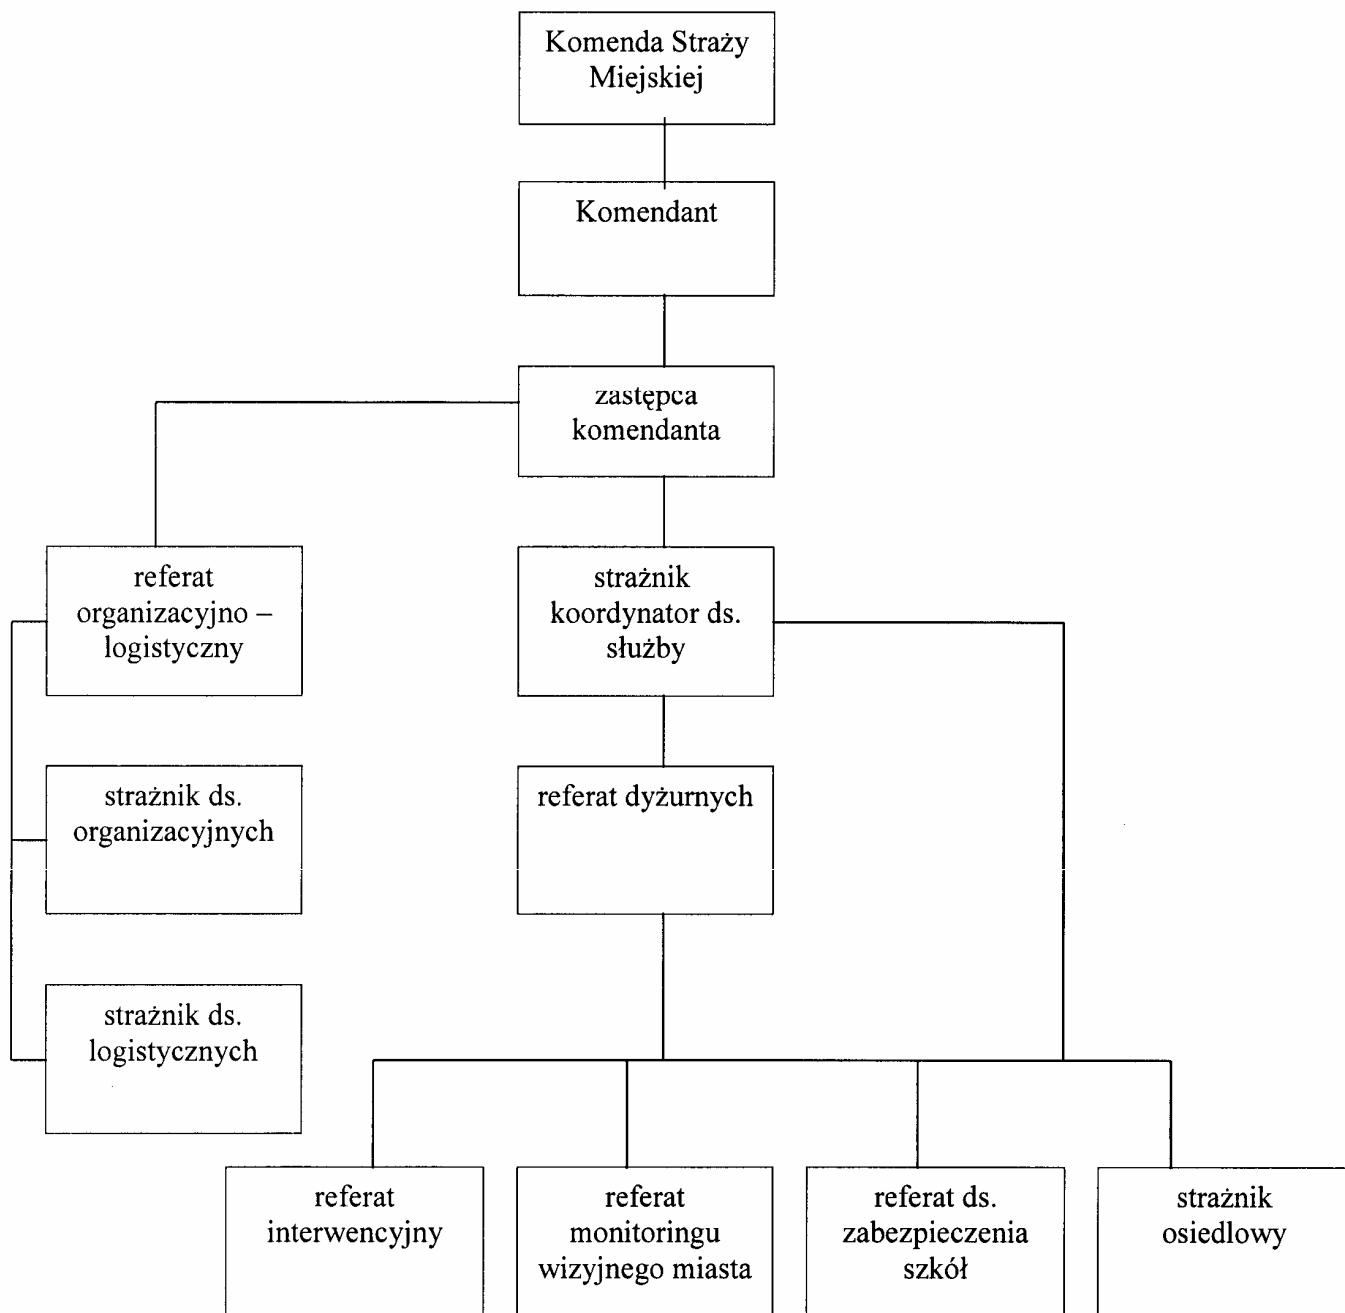 Komenda Straży
Miejskiej
Komendant
zastępca
komendanta
referat
organizacyjno –
logistyczny
strażnik
koordynator ds.
służby
strażnik ds.
organizacyjnych
referat dyżurnych
strażnik ds.
logistycznych
referat
interwencyjny
referat
monitoringu
wizyjnego miasta
referat ds.
zabezpieczenia
szkół
strażnik
osiedlowy